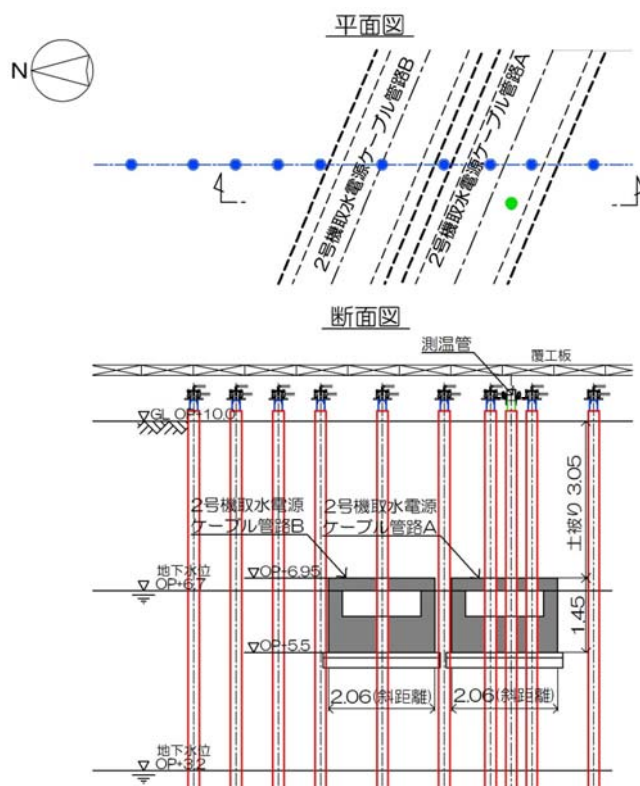 平面図
N
2号機取水電源ケーブル管路B
2号機取水電源ケーブル管路A
断面図
測温管
覆工板
▽GL OP+10.0
土被り 3.05
2号機取水電源
ケーブル管路B
2号機取水電源
ケーブル管路A
地下水位
OP+6.7
▽OP+6.95
1.45
▽OP+5.5
2.06(斜距離)
2.06(斜距離)
地下水位
OP+3.2